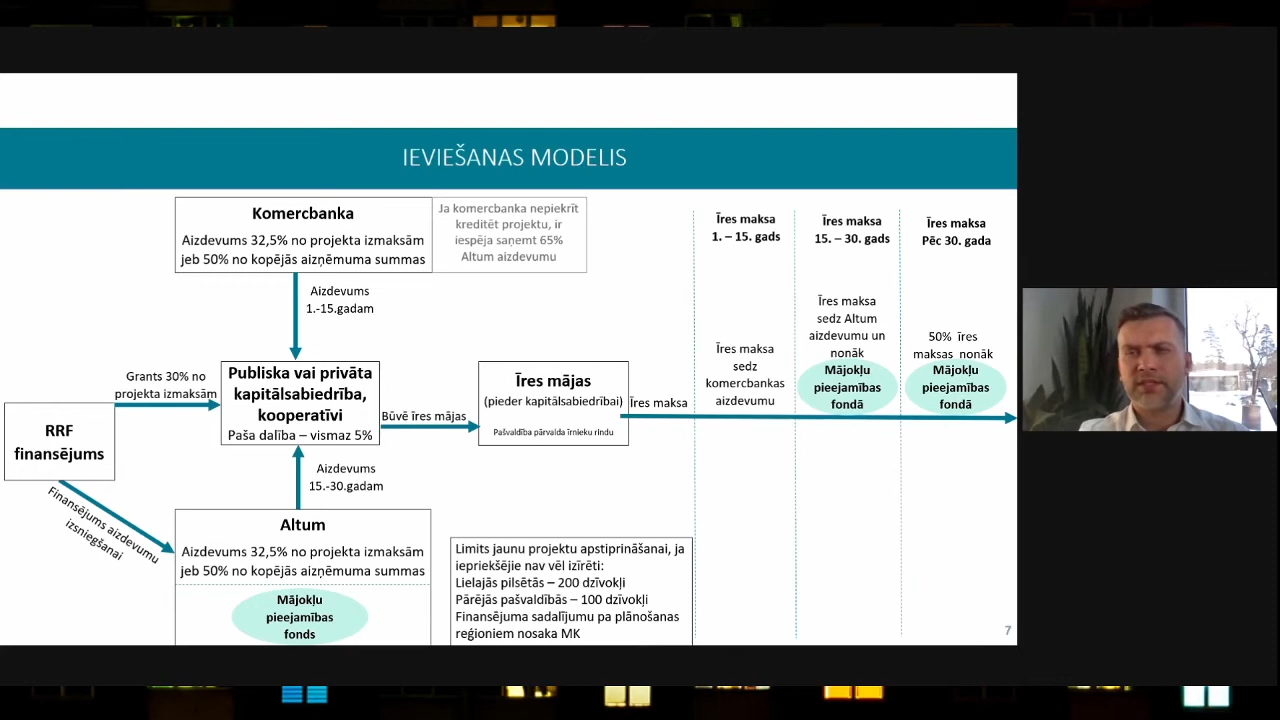 IEVIEŠANAS MODELIS
Komercbanka
Aizdevums 32,5% no projekta izmaksām
jeb 50% no kopējās aizņēmuma summas
Ja komercbanka nepiekrīt
kreditēt projektu, ir
iespēja saņemt 65%
Altum aizdevumu
Īres maksa
1. – 15. gads
Īres maksa
15. – 30. gads
Īres maksa
Pēc 30. gada
Aizdevums
1.-15.gadam
Īres maksa
sedz
komercbankas
aizdevumu
Īres maksa
sedz Altum
aizdevumu un
nonāk
Mājokļu
pieejamības
fondā
50% īres
maksas nonāk
Mājokļu
pieejamības
fondā
RRF
finansējums
Grants 30% no
projekta izmaksām
Publiska vai privāta
kapitālsabiedrība,
kooperatīvi
Paša dalība – vismaz 5%
Būvē īres mājas
Īres mājas
(pieder kapitālsabiedrībai)
Pašvaldība pārvalda īrnieku rindu
Īres maksa
Finansējums aizdevumu
izsniegšanai
Aizdevums
15.-30.gadam
Altum
Aizdevums 32,5% no projekta izmaksām
jeb 50% no kopējās aizņēmuma summas
Mājokļu
pieejamības
fonds
Limits jaunu projektu apstiprināšanai, ja
iepriekšējie nav vēl izīrēti:
Lielajās pilsētās – 200 dzīvokļi
Pārējās pašvaldībās – 100 dzīvokļi
Finansējuma sadalījumu pa plānošanas
reģioniem nosaka MK
7